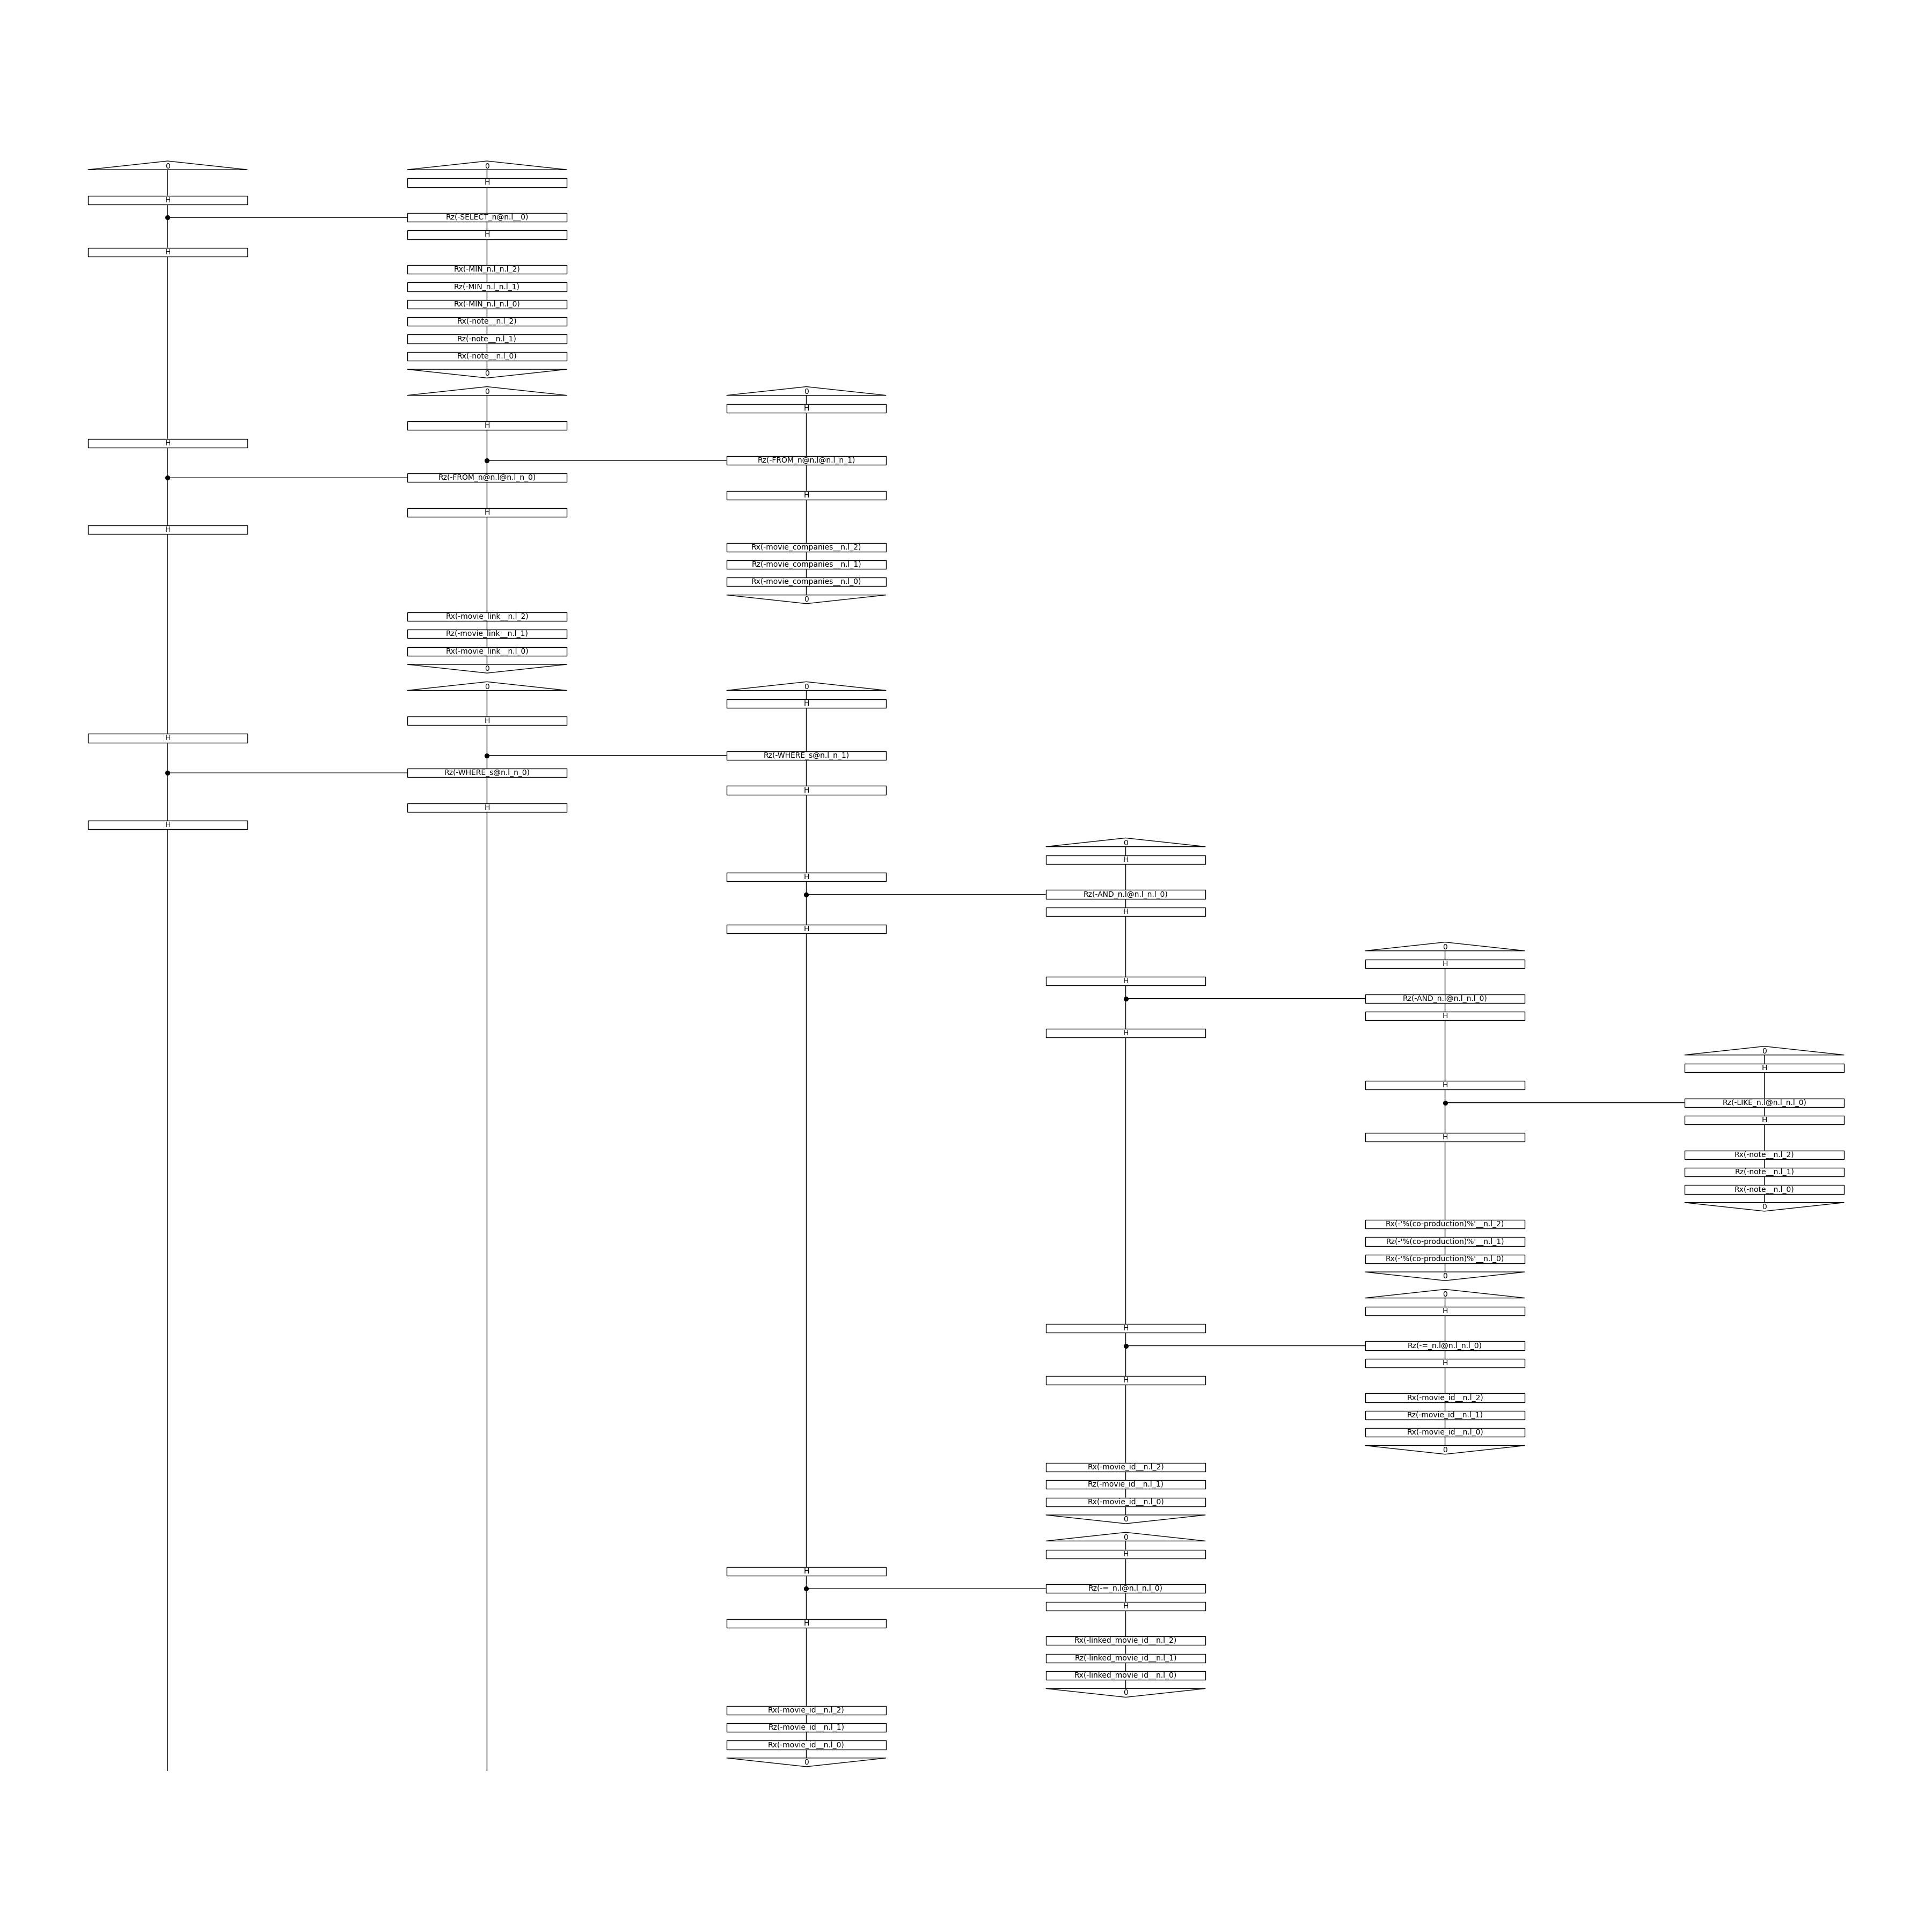 0 0
H
H
Rz(-SELECT_n@n.l__0)
H
H
Rx(-MIN_n.l_n.l_2)
Rz(-MIN_n.l_n.l_1)
Rx(-MIN_n.l_n.l_0)
Rx(-note__n.l_2)
Rz(-note__n.l_1)
Rx(-note__n.l_0)
0
0 0
H
H
H
Rz(-FROM_n@n.l@n.l_n_1)
Rz(-FROM_n@n.l@n.l_n_0)
H
H
H
Rx(-movie_companies__n.l_2)
Rz(-movie_companies__n.l_1)
Rx(-movie_companies__n.l_0)
0
Rx(-movie_link__n.l_2)
Rz(-movie_link__n.l_1)
Rx(-movie_link__n.l_0)
0
0 0
H
H
H
Rz(-WHERE_s@n.l_n_1)
Rz(-WHERE_s@n.l_n_0)
H
H
H
0
H
H
Rz(-AND_n.l@n.l_n.l_0)
H
H
0
H
H
Rz(-AND_n.l@n.l_n.l_0)
H
H
0
H
H
Rz(-LIKE_n.l@n.l_n.l_0)
H
H
Rx(-note__n.l_2)
Rz(-note__n.l_1)
Rx(-note__n.l_0)
0
Rx(-'%(co-production)%'__n.l_2)
Rz(-'%(co-production)%'__n.l_1)
Rx(-'%(co-production)%'__n.l_0)
0
0
H
H
Rz(-=_n.l@n.l_n.l_0)
H
H
Rx(-movie_id__n.l_2)
Rz(-movie_id__n.l_1)
Rx(-movie_id__n.l_0)
0
Rx(-movie_id__n.l_2)
Rz(-movie_id__n.l_1)
Rx(-movie_id__n.l_0)
0
0
H
H
Rz(-=_n.l@n.l_n.l_0)
H
H
Rx(-linked_movie_id__n.l_2)
Rz(-linked_movie_id__n.l_1)
Rx(-linked_movie_id__n.l_0)
0
Rx(-movie_id__n.l_2)
Rz(-movie_id__n.l_1)
Rx(-movie_id__n.l_0)
0